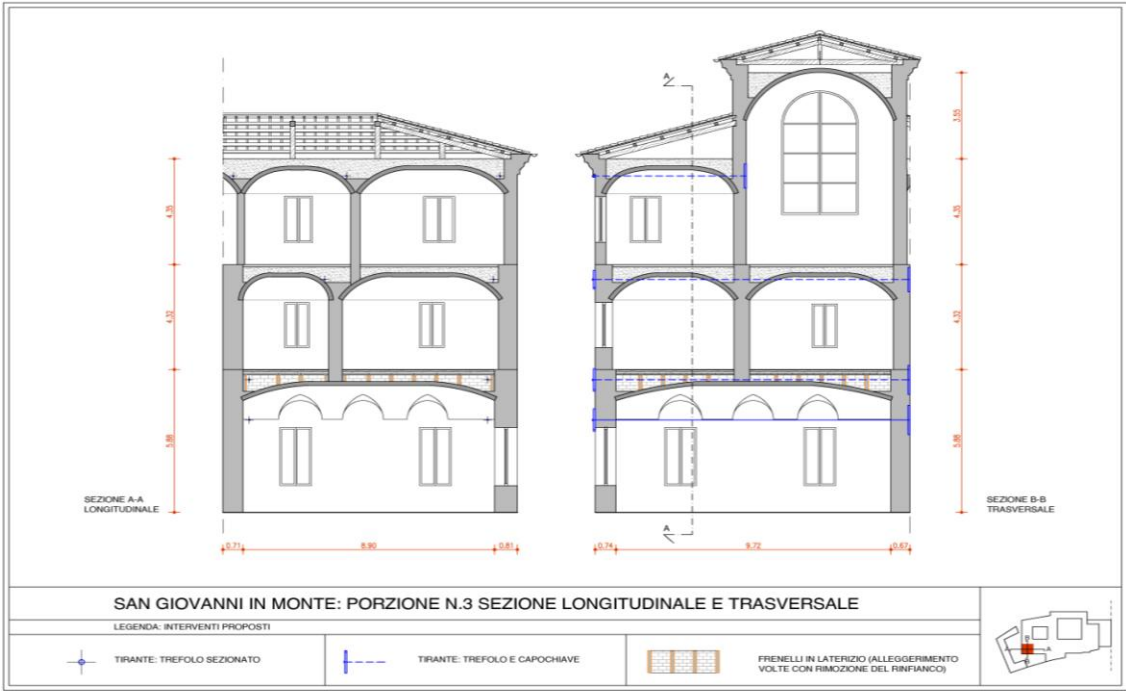 A
3.55
4.35
4.35
4.35
4.32
4.32
5.88
5.88
SEZIONE A-A
LONGITUDINALE
SEZIONE B-B
TRASVERSALE
A
0.71
8.90
0.81
0.74
9.72
0.67
SAN GIOVANNI IN MONTE: PORZIONE N.3 SEZIONE LONGITUDINALE E TRASVERSALE
LEGENDA: INTERVENTI PROPOSTI
TIRANTE: TREFOLO SEZIONATO
TIRANTE: TREFOLO E CAPOCHIAVE
FRENELLI IN LATERIZIO (ALLEGGERIMENTO
VOLTE CON RIMOZIONE DEL RINFIANCO)
B
A
A
B